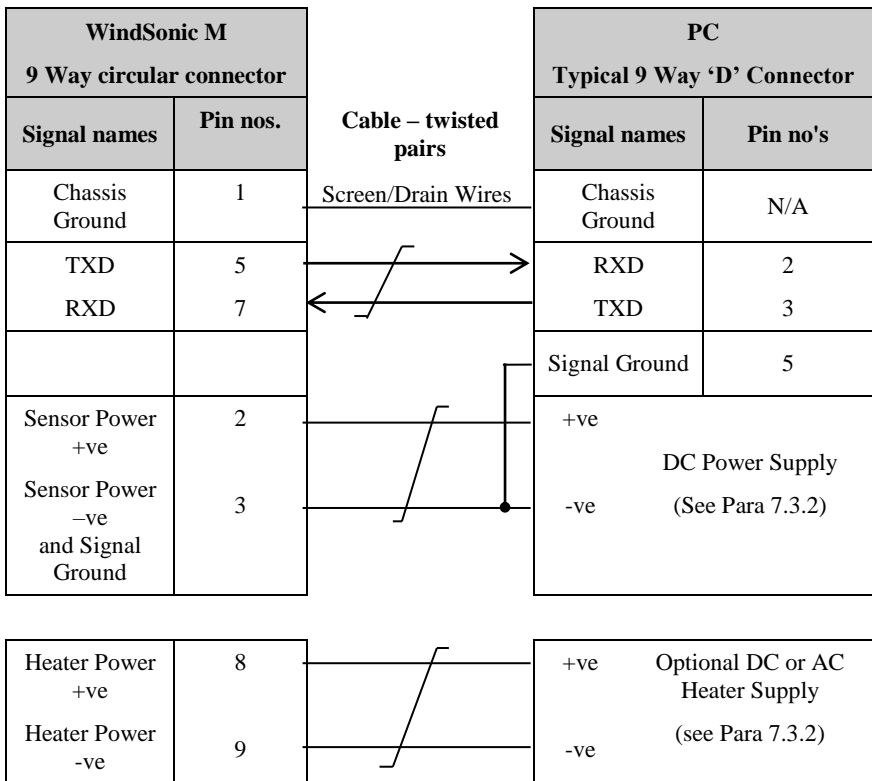 WindSonic M
9 Way circular connector
PC
Typical 9 Way ‘D’ Connector
Signal names
Pin nos.
Cable – twisted
pairs
Signal names
Pin no's
Chassis
Ground
1
Screen/Drain Wires
Chassis
Ground
N/A
TXD
5
RXD
2
RXD
7
TXD
3
Signal Ground
5
Sensor Power
+ve
2
+ve
DC Power Supply
Sensor Power
–ve
and Signal
Ground
3
-ve
(See Para 7.3.2)
Heater Power
+ve
8
+ve
Optional DC or AC
Heater Supply
Heater Power
-ve
9
-ve
(see Para 7.3.2)